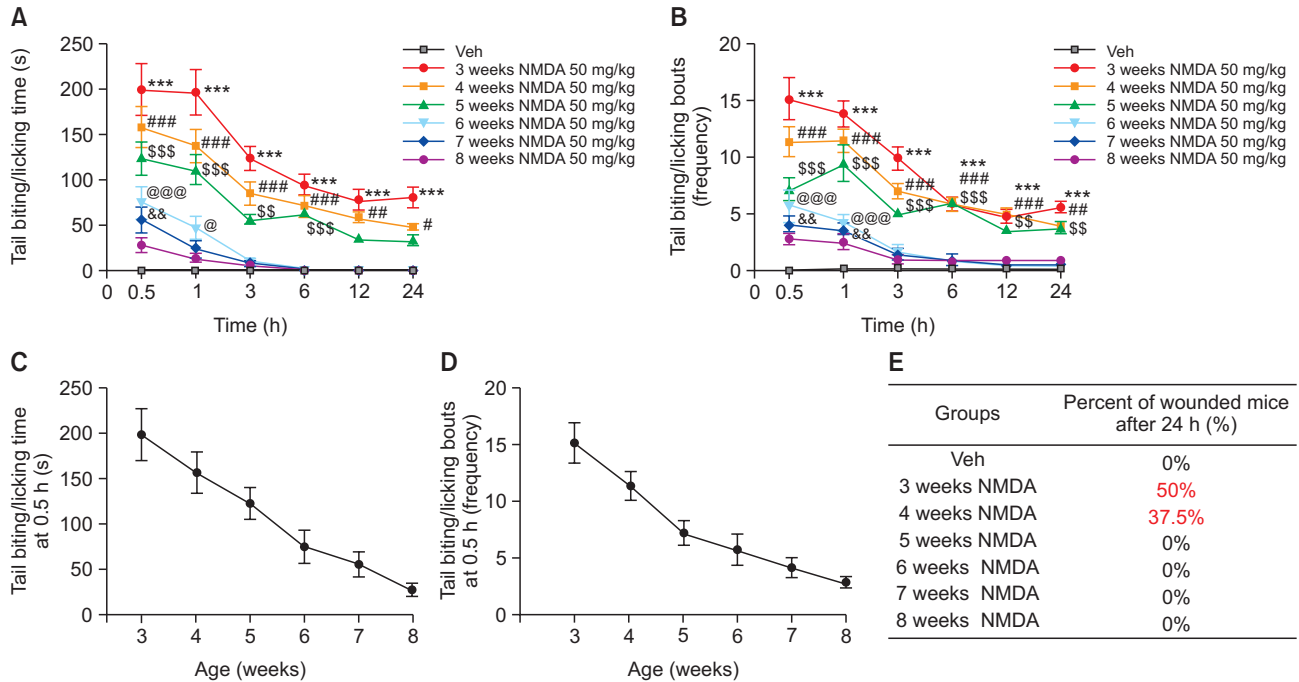 A
Tail biting/licking time (s)
250
200
150
100
50
0
0
0.5
1
3
6
12
24
Time (h)
***
***
***
***
***
***
###
###
###
###
##
#
$$$
$$$
$$
$$$
@@@
@
&&
Veh
3 weeks NMDA 50 mg/kg
4 weeks NMDA 50 mg/kg
5 weeks NMDA 50 mg/kg
6 weeks NMDA 50 mg/kg
7 weeks NMDA 50 mg/kg
8 weeks NMDA 50 mg/kg
B
Tail biting/licking bouts
(frequency)
20
15
10
5
0
0
0.5
1
3
6
12
24
Time (h)
***
***
***
***
***
***
###
###
###
###
###
##
$$$
$$$
$$$
$$$
$$
$$
@@@
@@@
&&
&&
Veh
3 weeks NMDA 50 mg/kg
4 weeks NMDA 50 mg/kg
5 weeks NMDA 50 mg/kg
6 weeks NMDA 50 mg/kg
7 weeks NMDA 50 mg/kg
8 weeks NMDA 50 mg/kg
C
Tail biting/licking time
at 0.5 h (s)
250
200
150
100
50
0
3
4
5
6
7
8
Age (weeks)
D
Tail biting/licking bouts
at 0.5 h (frequency)
20
15
10
5
0
3
4
5
6
7
8
Age (weeks)
E
Groups
Percent of wounded mice
after 24 h (%)
Veh 0%
3 weeks NMDA 50%
4 weeks NMDA 37.5%
5 weeks NMDA 0%
6 weeks NMDA 0%
7 weeks NMDA 0%
8 weeks NMDA 0%